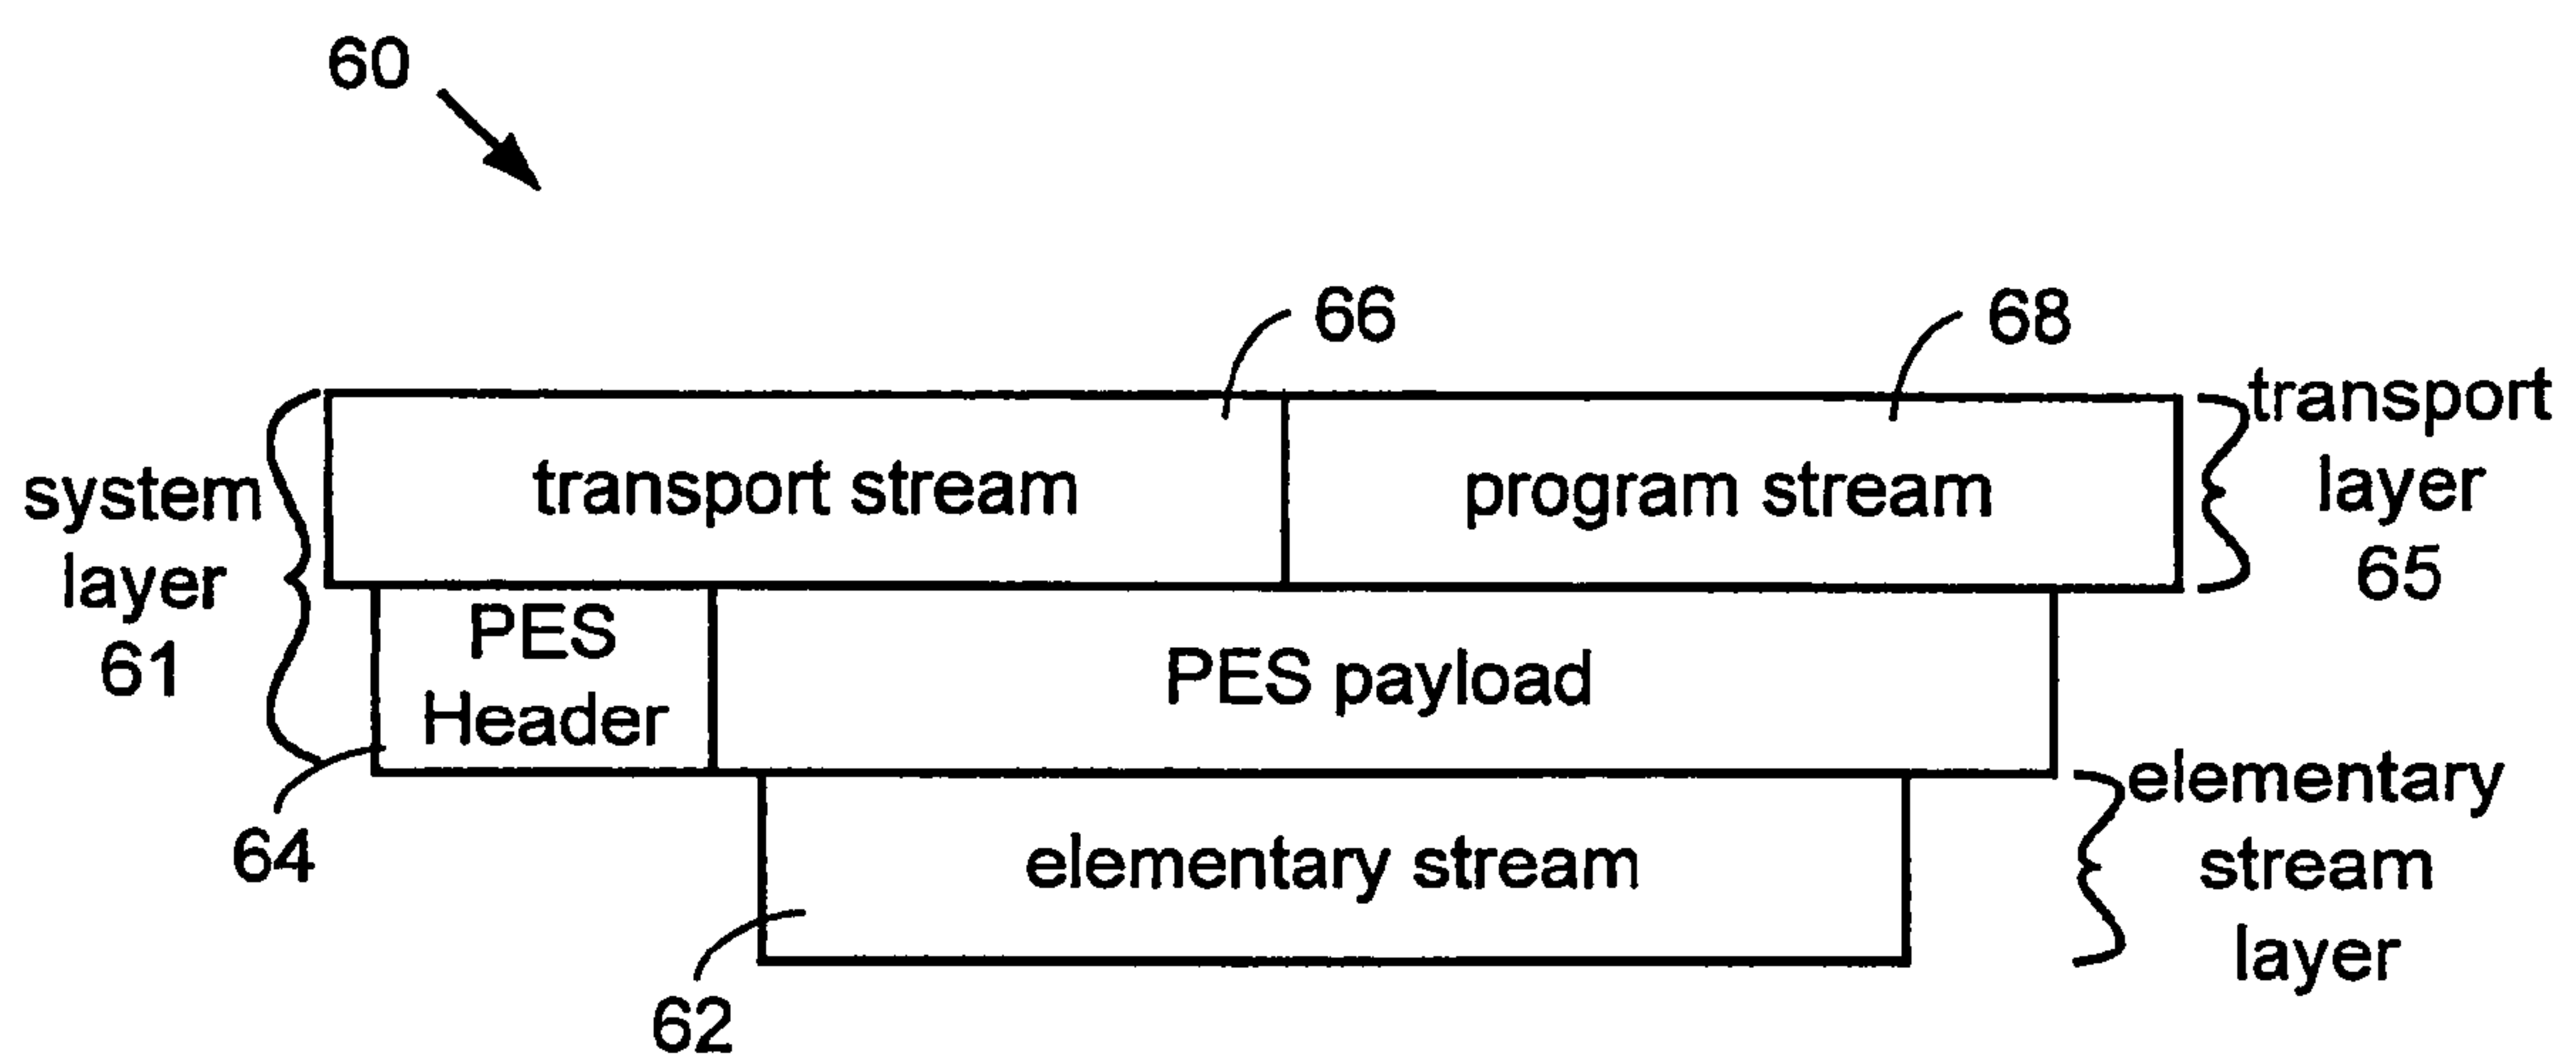 60
66
68
transport
layer
65
system
layer
61
transport stream
program stream
PES
Header
PES payload
64
elementary stream
62
elementary
stream
layer